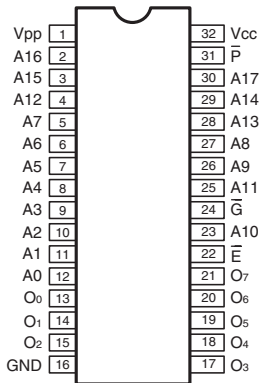 Vpp 1 32 Vcc
A16 2 31 P̅
A15 3 30 A17
A12 4 29 A14
A7 5 28 A13
A6 6 27 A8
A5 7 26 A9
A4 8 25 A11
A3 9 24 G̅
A2 10 23 A10
A1 11 22 E̅
A0 12 21 O7
O0 13 20 O6
O1 14 19 O5
O2 15 18 O4
GND 16 17 O3